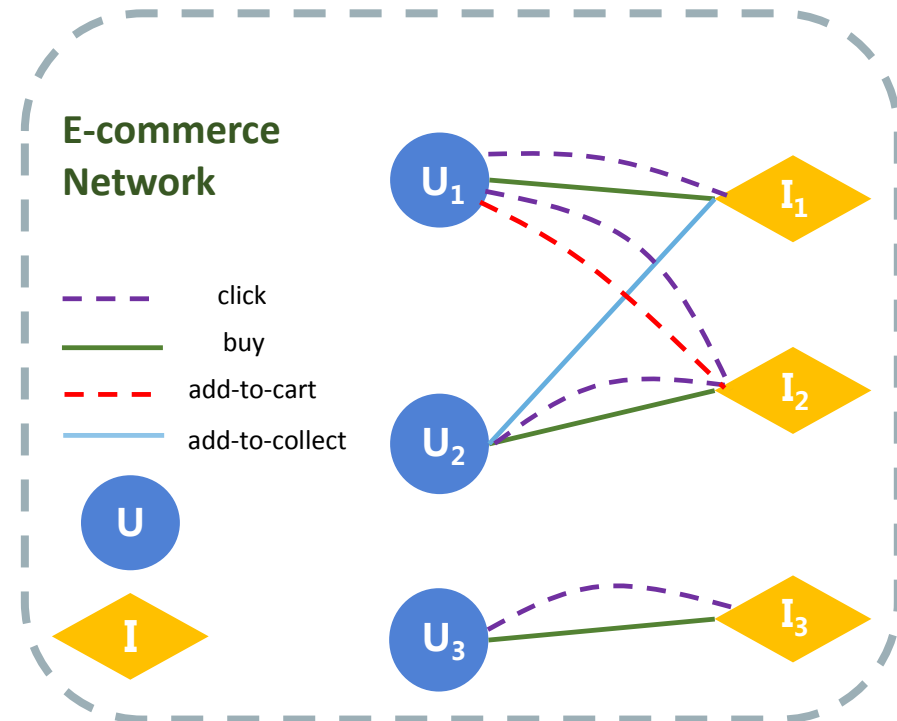 E-commerce
Network
click
buy
add-to-cart
add-to-collect
U
I
U₁
I₁
U₂
I₂
U₃
I₃